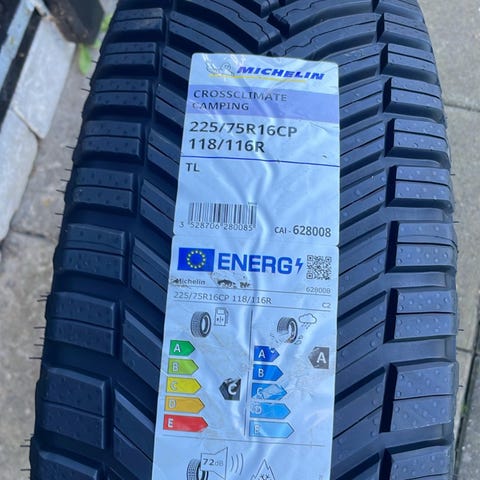 MICHELIN
CROSSCLIMATE
CAMPING
225/75R16CP
118/116R
TL
3 528706 280085
CAI - 628008
ENERG
Michelin 628008
225/75R16CP 118/116R C2
A A A
B B
C C C
D D
E E
72dB